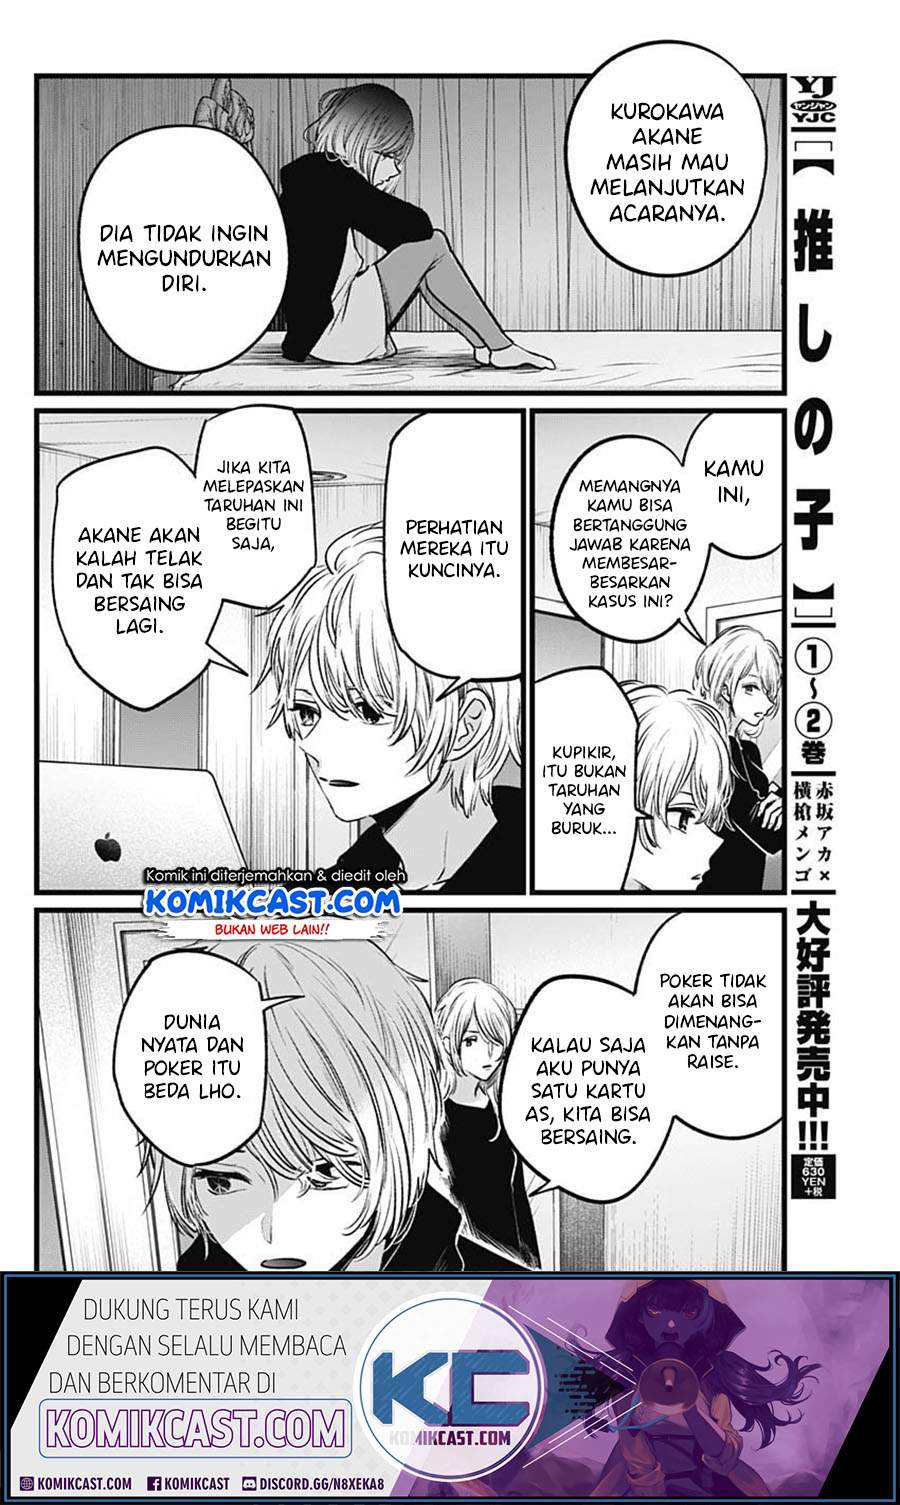 KUROKAWA
AKANE
MASIH MAU
MELANJUTKAN
ACARANYA.
DIA TIDAK INGIN
MENGUNDURKAN
DIRI.
KAMU
INI,
MEMANGNYA
KAMU BISA
BERTANGGUNG
JAWAB KARENA
MEMBESAR-
BESARKAN
KASUS INI?
KUPIKIR,
ITU BUKAN
TARUHAN
YANG
BURUK...
PERHATIAN
MEREKA ITU
KUNCINYA.
JIKA KITA
MELEPASKAN
TARUHAN INI
BEGITU
SAJA,
AKANE AKAN
KALAH TELAK
DAN TAK BISA
BERSAING
LAGI.
Komik ini diterjemahkan & diedit oleh
KOMIKCAST.COM
BUKAN WEB LAIN!!
POKER TIDAK
AKAN BISA
DIMENANG-
KAN TANPA
RAISE.
KALAU SAJA
AKU PUNYA
SATU KARTU
AS, KITA BISA
BERSAING.
DUNIA
NYATA DAN
POKER ITU
BEDA LHO.
YJ
ヤンジャン
YJC
【推しの子】
①~②巻
赤坂アカ×
横槍メンゴ
大好評発売中!!!
定価
630
YEN
+税
DUKUNG TERUS KAMI
DENGAN SELALU MEMBACA
DAN BERKOMENTAR DI
KOMIKCAST.COM
KC
KOMIKCAST.COM
KOMIKCAST.COM
KOMIKCAST
DISCORD.GG/N8XEKA8